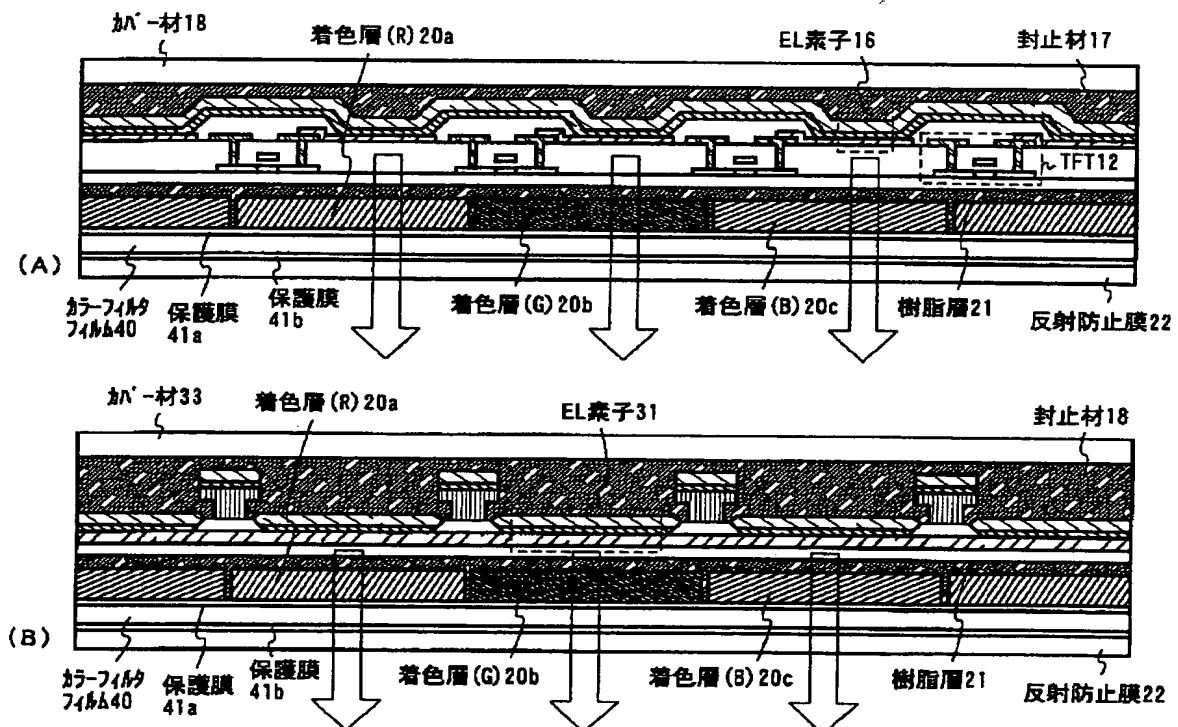 カバー材18
着色層(R)20a
EL素子16
封止材17
TFT12
(A)
カラーフィルタ
フィルム40
保護膜
41a
保護膜
41b
着色層(G)20b
着色層(B)20c
樹脂層21
反射防止膜22
カバー材33
着色層(R)20a
EL素子31
封止材18
(B)
カラーフィルタ
フィルム40
保護膜
41a
保護膜
41b
着色層(G)20b
着色層(B)20c
樹脂層21
反射防止膜22